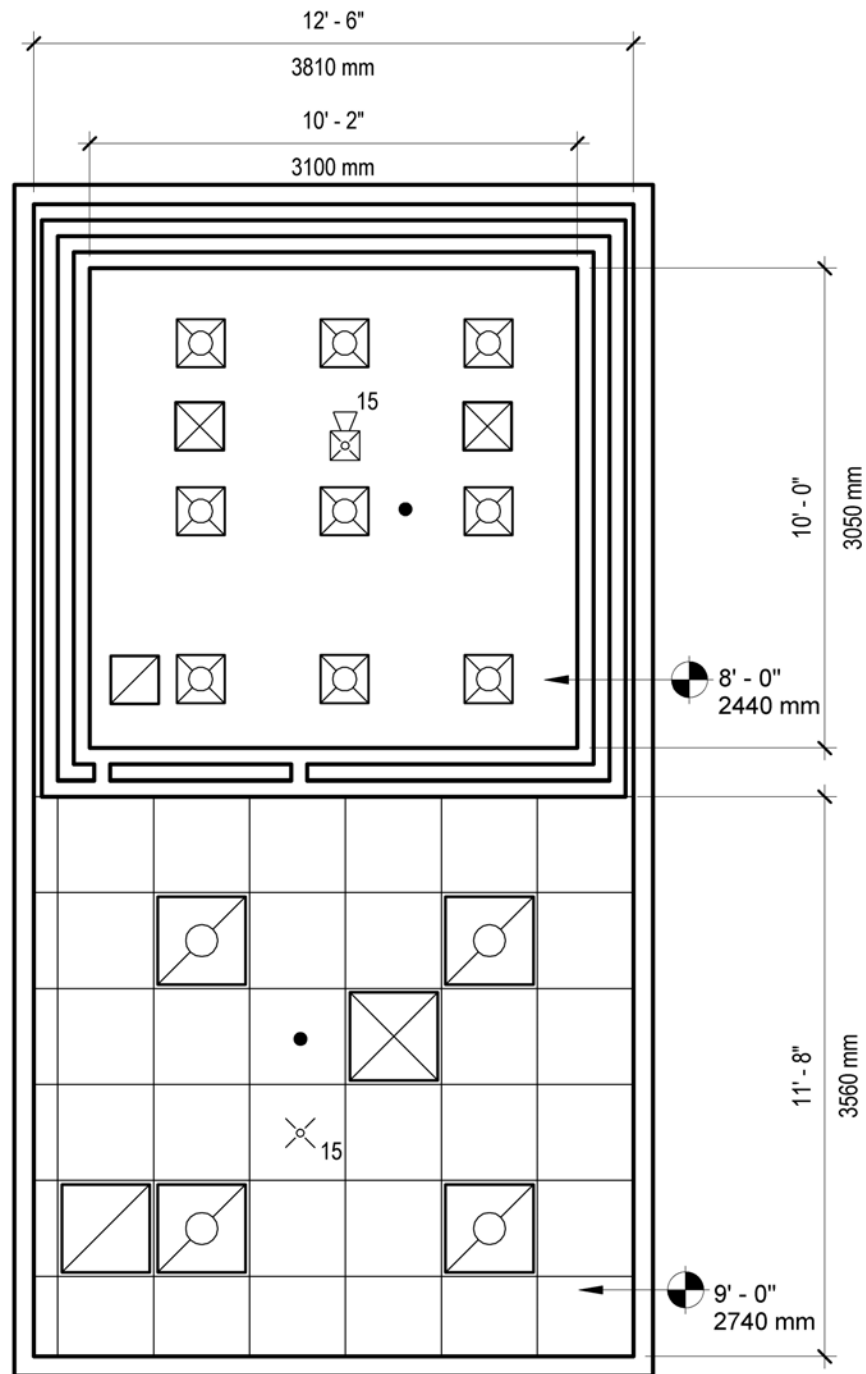 12' - 6"
3810 mm
10' - 2"
3100 mm
15
10' - 0"
3050 mm
8' - 0"
2440 mm
11' - 8"
3560 mm
15
9' - 0"
2740 mm